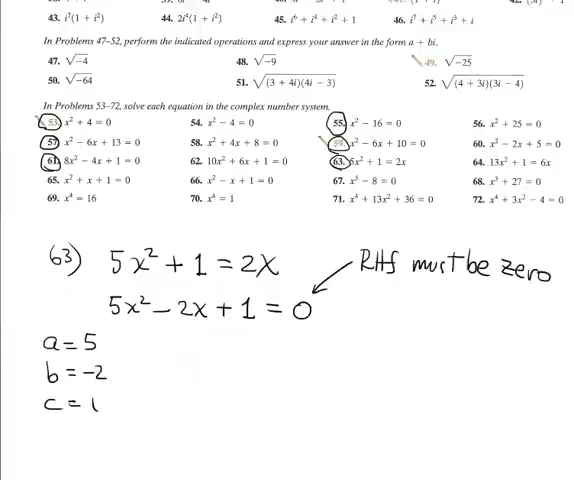 43. i⁷(1 + i²) 44. 2i⁴(1 + i²) 45. i⁶ + i⁴ + i² + 1 46. i⁷ + i⁵ + i³ + i
In Problems 47–52, perform the indicated operations and express your answer in the form a + bi.
47. √−4 48. √−9 49. √−25
50. √−64 51. √(3 + 4i)(4i − 3) 52. √(4 + 3i)(3i − 4)
In Problems 53–72, solve each equation in the complex number system.
53. x² + 4 = 0 54. x² − 4 = 0 55. x² − 16 = 0 56. x² + 25 = 0
57. x² − 6x + 13 = 0 58. x² + 4x + 8 = 0 59. x² − 6x + 10 = 0 60. x² − 2x + 5 = 0
61. 8x² − 4x + 1 = 0 62. 10x² + 6x + 1 = 0 63. 5x² + 1 = 2x 64. 13x² + 1 = 6x
65. x² + x + 1 = 0 66. x² − x + 1 = 0 67. x³ − 8 = 0 68. x³ + 27 = 0
69. x⁴ = 16 70. x⁴ = 1 71. x⁴ + 13x² + 36 = 0 72. x⁴ + 3x² − 4 = 0
63) 5x² + 1 = 2x RHS must be zero
5x² − 2x + 1 = 0
a = 5
b = −2
c = 1